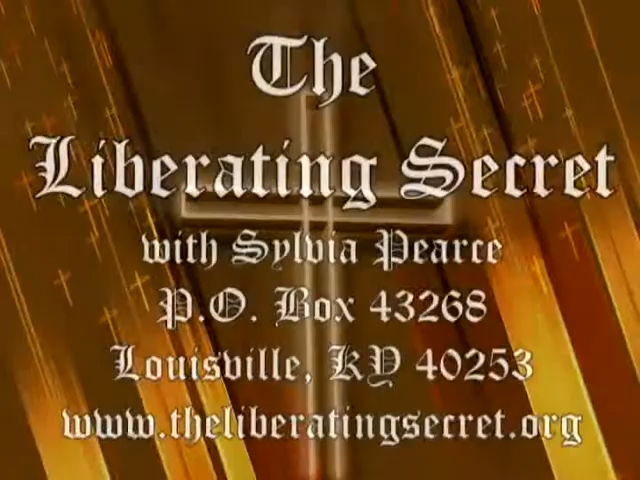 The
Liberating Secret
with Sylvia Pearce
P.O. Box 43268
Louisville, KY 40253
www.theliberatingsecret.org